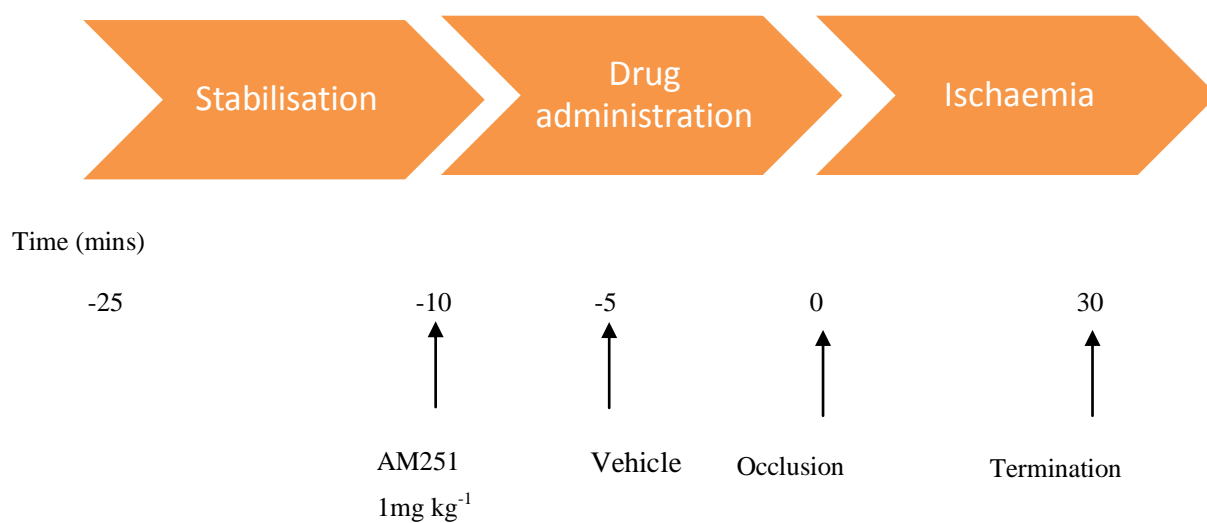 Stabilisation
Drug
administration
Ischaemia
Time (mins)
-25 -10 -5 0 30
AM251 Vehicle Occlusion Termination
1mg kg⁻¹